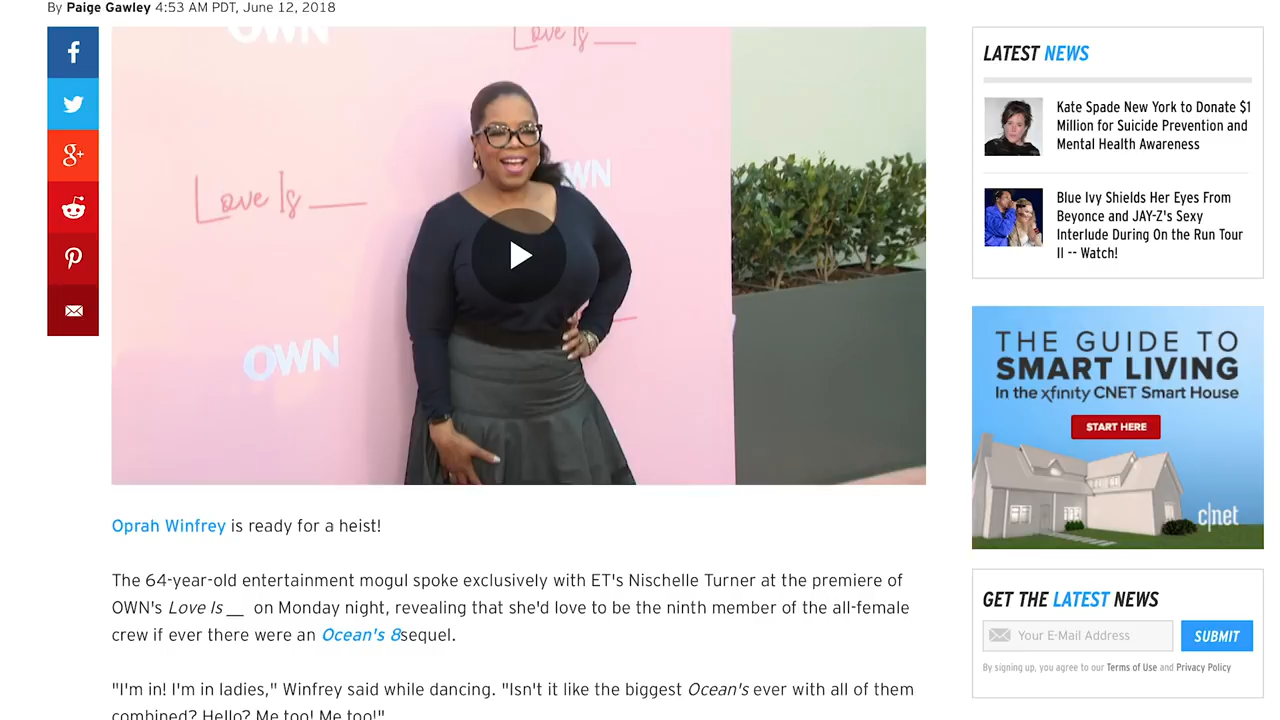 By Paige Gawley 4:53 AM PDT, June 12, 2018
OWN
Love Is ___
Love Is ___
WN
OWN
Oprah Winfrey is ready for a heist!
The 64-year-old entertainment mogul spoke exclusively with ET's Nischelle Turner at the premiere of
OWN's Love Is __ on Monday night, revealing that she'd love to be the ninth member of the all-female
crew if ever there were an Ocean's 8sequel.
"I'm in! I'm in ladies," Winfrey said while dancing. "Isn't it like the biggest Ocean's ever with all of them
combined? Hello? Me too! Me too!"
LATEST NEWS
Kate Spade New York to Donate $1
Million for Suicide Prevention and
Mental Health Awareness
Blue Ivy Shields Her Eyes From
Beyonce and JAY-Z's Sexy
Interlude During On the Run Tour
II -- Watch!
THE GUIDE TO
SMART LIVING
In the xfinity CNET Smart House
START HERE
c|net
GET THE LATEST NEWS
Your E-Mail Address
SUBMIT
By signing up, you agree to our Terms of Use and Privacy Policy